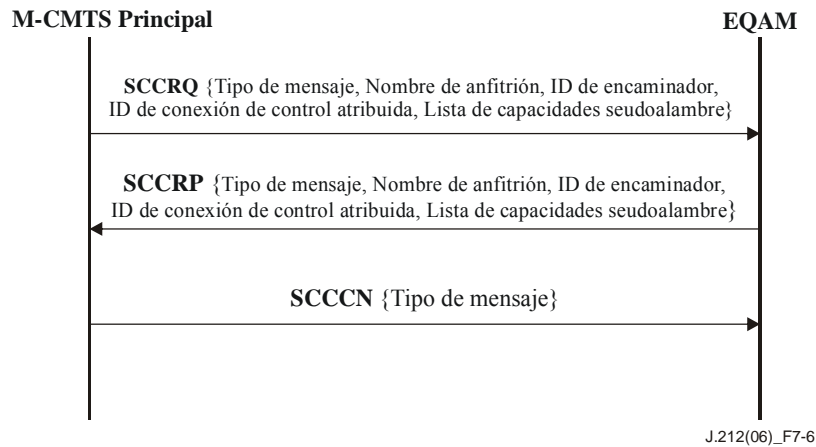 M-CMTS Principal
EQAM
SCCRQ {Tipo de mensaje, Nombre de anfitrión, ID de encaminador,
ID de conexión de control atribuida, Lista de capacidades seudoalambre}
SCCRP {Tipo de mensaje, Nombre de anfitrión, ID de encaminador,
ID de conexión de control atribuida, Lista de capacidades seudoalambre}
SCCCN {Tipo de mensaje}
J.212(06)_F7-6